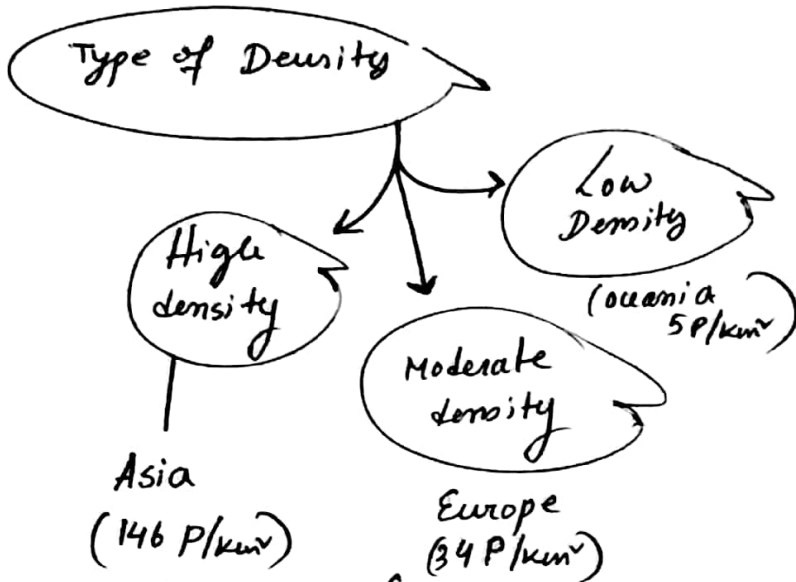 Type of Density
High
density
Asia
(146 P/km²)
Moderate
density
Europe
(34 P/km²)
Low
Density
(oceania
5P/km²)